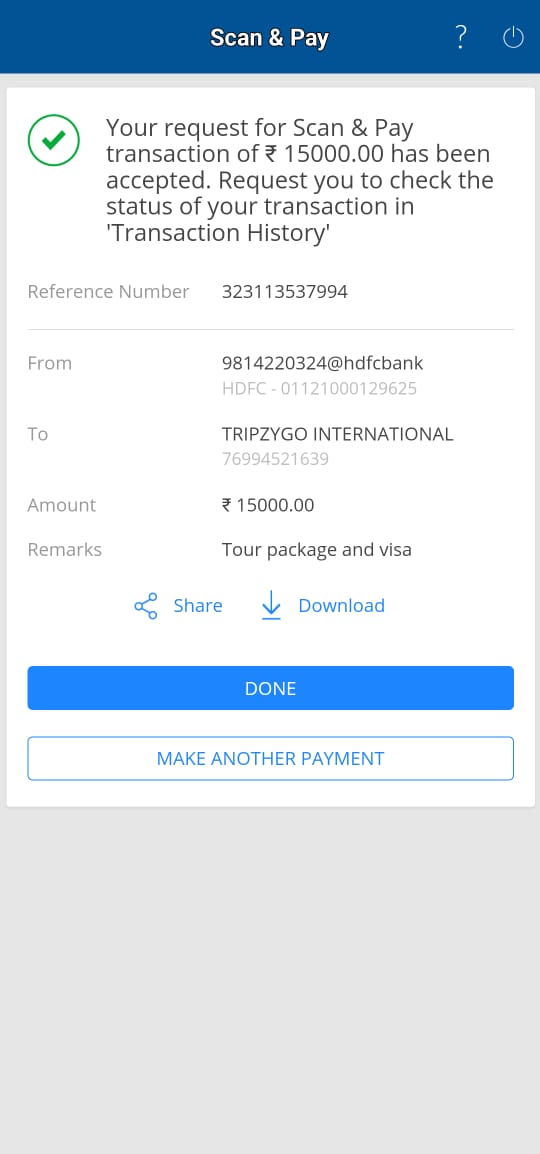 Scan & Pay
?
Your request for Scan & Pay
transaction of ₹ 15000.00 has been
accepted. Request you to check the
status of your transaction in
'Transaction History'
Reference Number 323113537994
From 9814220324@hdfcbank
HDFC - 01121000129625
To TRIPZYGO INTERNATIONAL
76994521639
Amount ₹ 15000.00
Remarks Tour package and visa
Share Download
DONE
MAKE ANOTHER PAYMENT